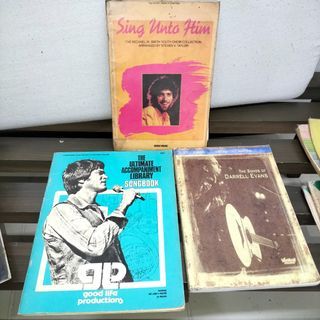 Sing Unto Him
THE MICHAEL W. SMITH YOUTH CHOIR COLLECTION
ARRANGED BY STEVEN V. TAYLOR
THE
ULTIMATE
ACCOMPANIMENT
LIBRARY
SONGBOOK
good life
productions
THE SONGS OF
DARRELL EVANS